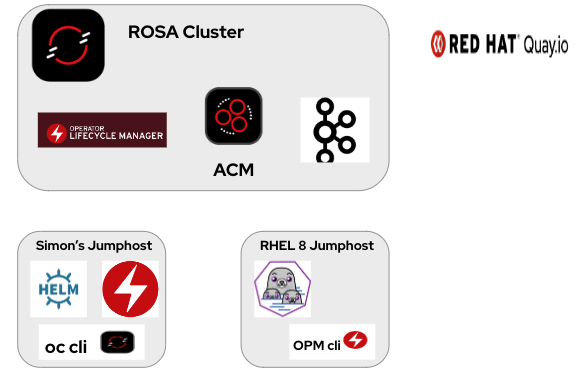 ROSA Cluster
RED HAT® Quay.io
OPERATOR
LIFECYCLE MANAGER
ACM
Simon's Jumphost
RHEL 8 Jumphost
HELM
oc cli
OPM cli